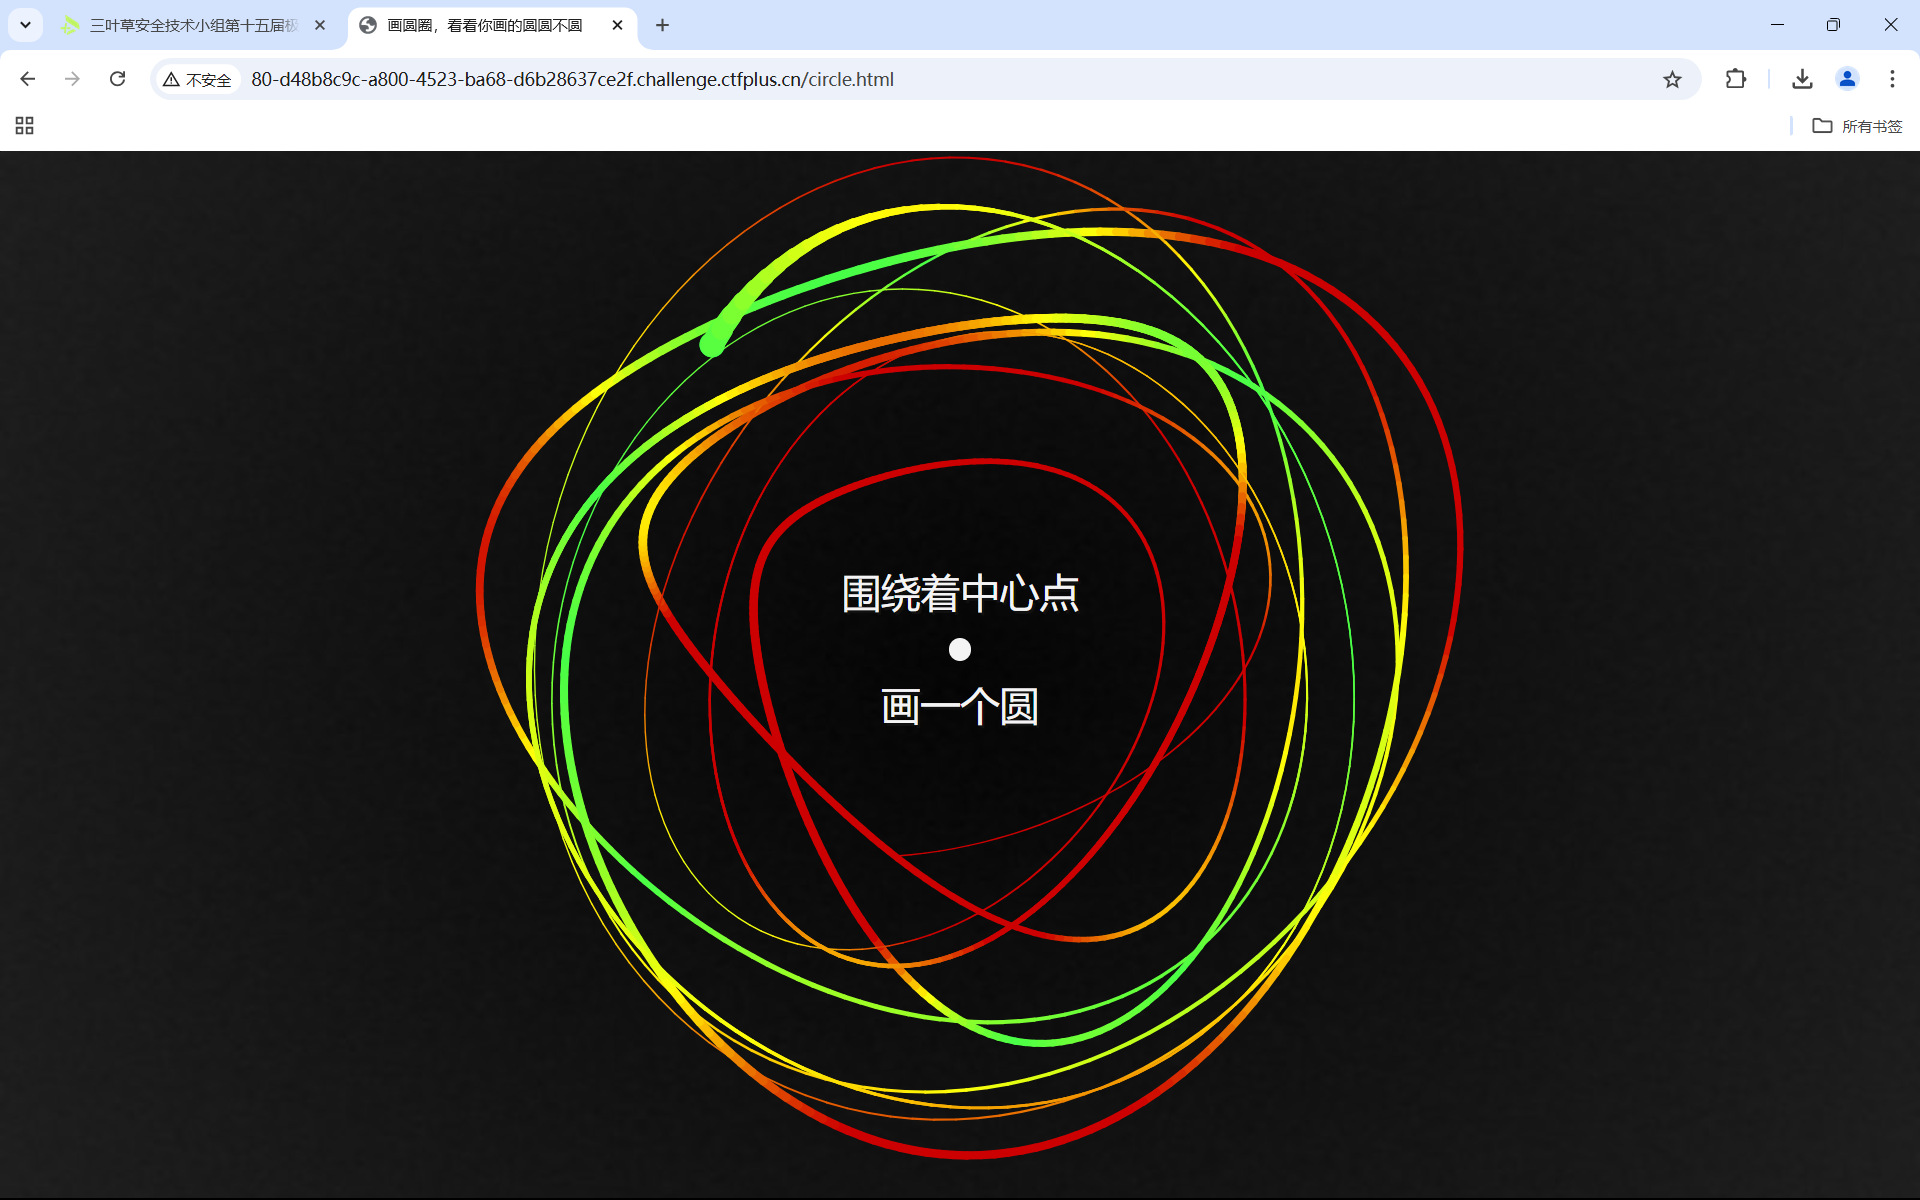 三叶草安全技术小组第十五届极
画圆圈，看看你画的圆圆不圆
不安全
80-d48b8c9c-a800-4523-ba68-d6b28637ce2f.challenge.ctfplus.cn/circle.html
所有书签
围绕着中心点
画一个圆